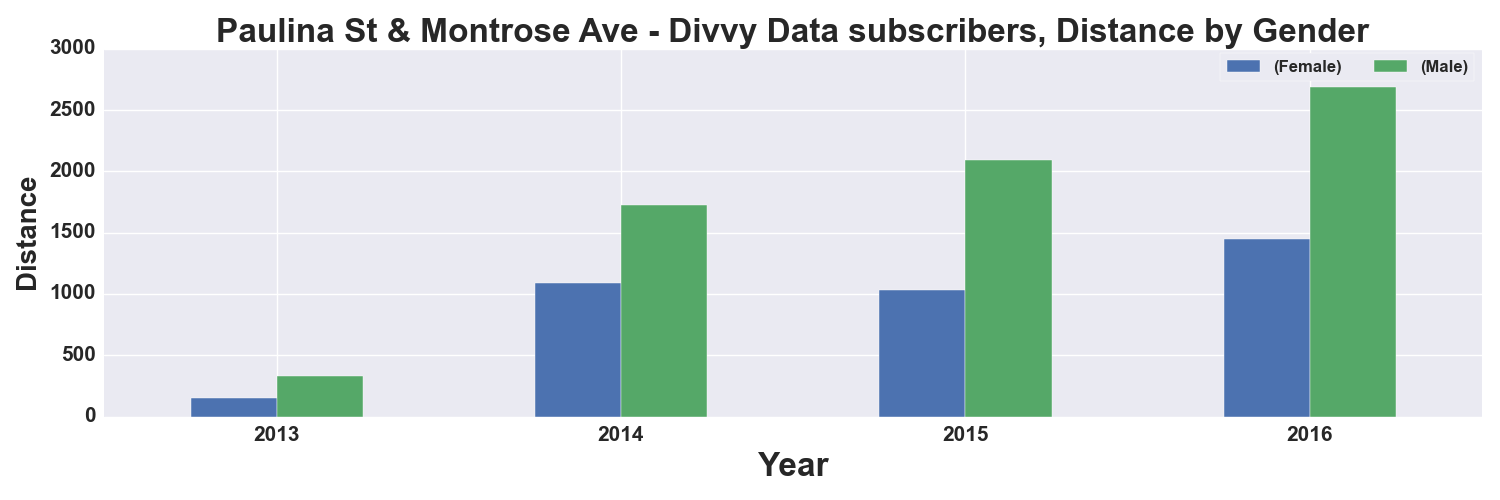 Paulina St & Montrose Ave - Divvy Data subscribers, Distance by Gender
(Female) (Male)
Distance
3000
2500
2000
1500
1000
500
0
2013 2014 2015 2016
Year